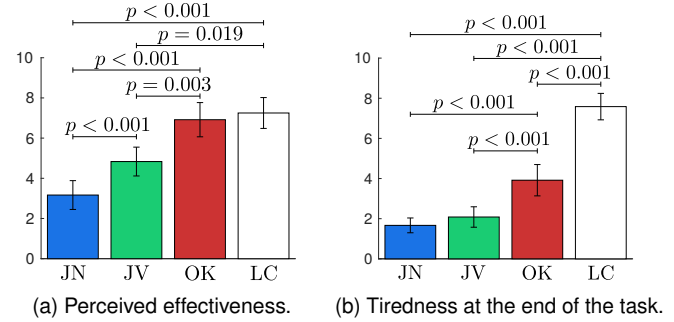 p < 0.001
p = 0.019
p < 0.001
p = 0.003
p < 0.001
10
8
6
4
2
0
JN JV OK LC
(a) Perceived effectiveness.
p < 0.001
p < 0.001
p < 0.001
p < 0.001
p < 0.001
10
8
6
4
2
0
JN JV OK LC
(b) Tiredness at the end of the task.